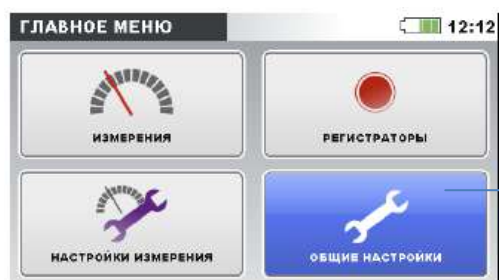 ГЛАВНОЕ МЕНЮ 12:12
ИЗМЕРЕНИЯ
РЕГИСТРАТОРЫ
НАСТРОЙКИ ИЗМЕРЕНИЯ
ОБЩИЕ НАСТРОЙКИ